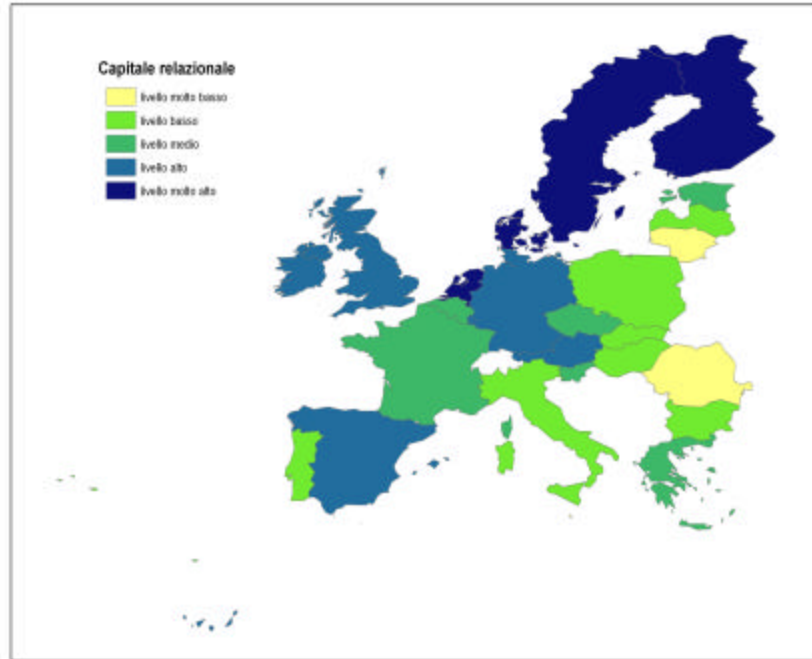 Capitale relazionale
livello molto basso
livello basso
livello medio
livello alto
livello molto alto